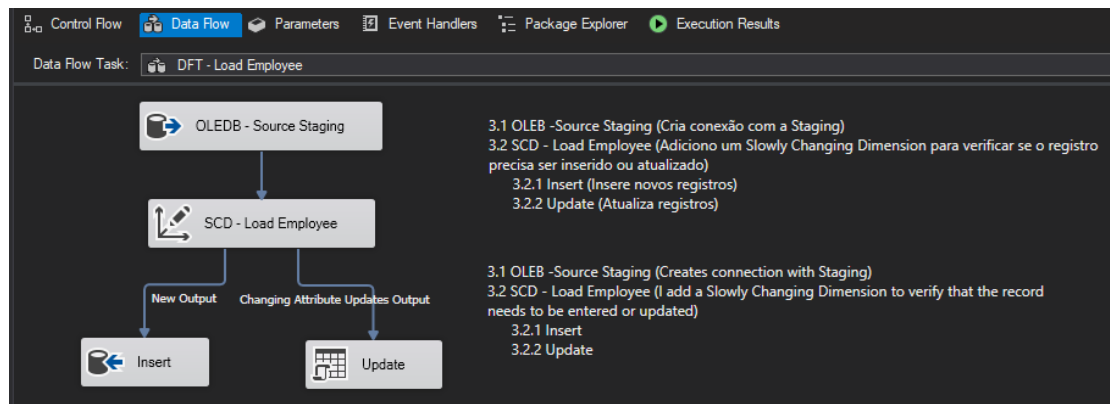 Control Flow
Data Flow
Parameters
Event Handlers
Package Explorer
Execution Results
Data Flow Task:
DFT - Load Employee
OLEDB - Source Staging
SCD - Load Employee
New Output
Changing Attribute Updates Output
Insert
Update
3.1 OLEB -Source Staging (Cria conexão com a Staging)
3.2 SCD - Load Employee (Adiciono um Slowly Changing Dimension para verificar se o registro
precisa ser inserido ou atualizado)
3.2.1 Insert (Insere novos registros)
3.2.2 Update (Atualiza registros)
3.1 OLEB -Source Staging (Creates connection with Staging)
3.2 SCD - Load Employee (I add a Slowly Changing Dimension to verify that the record
needs to be entered or updated)
3.2.1 Insert
3.2.2 Update